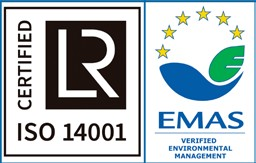 CERTIFIED
LR
ISO 14001
EMAS
VERIFIED
ENVIRONMENTAL
MANAGEMENT